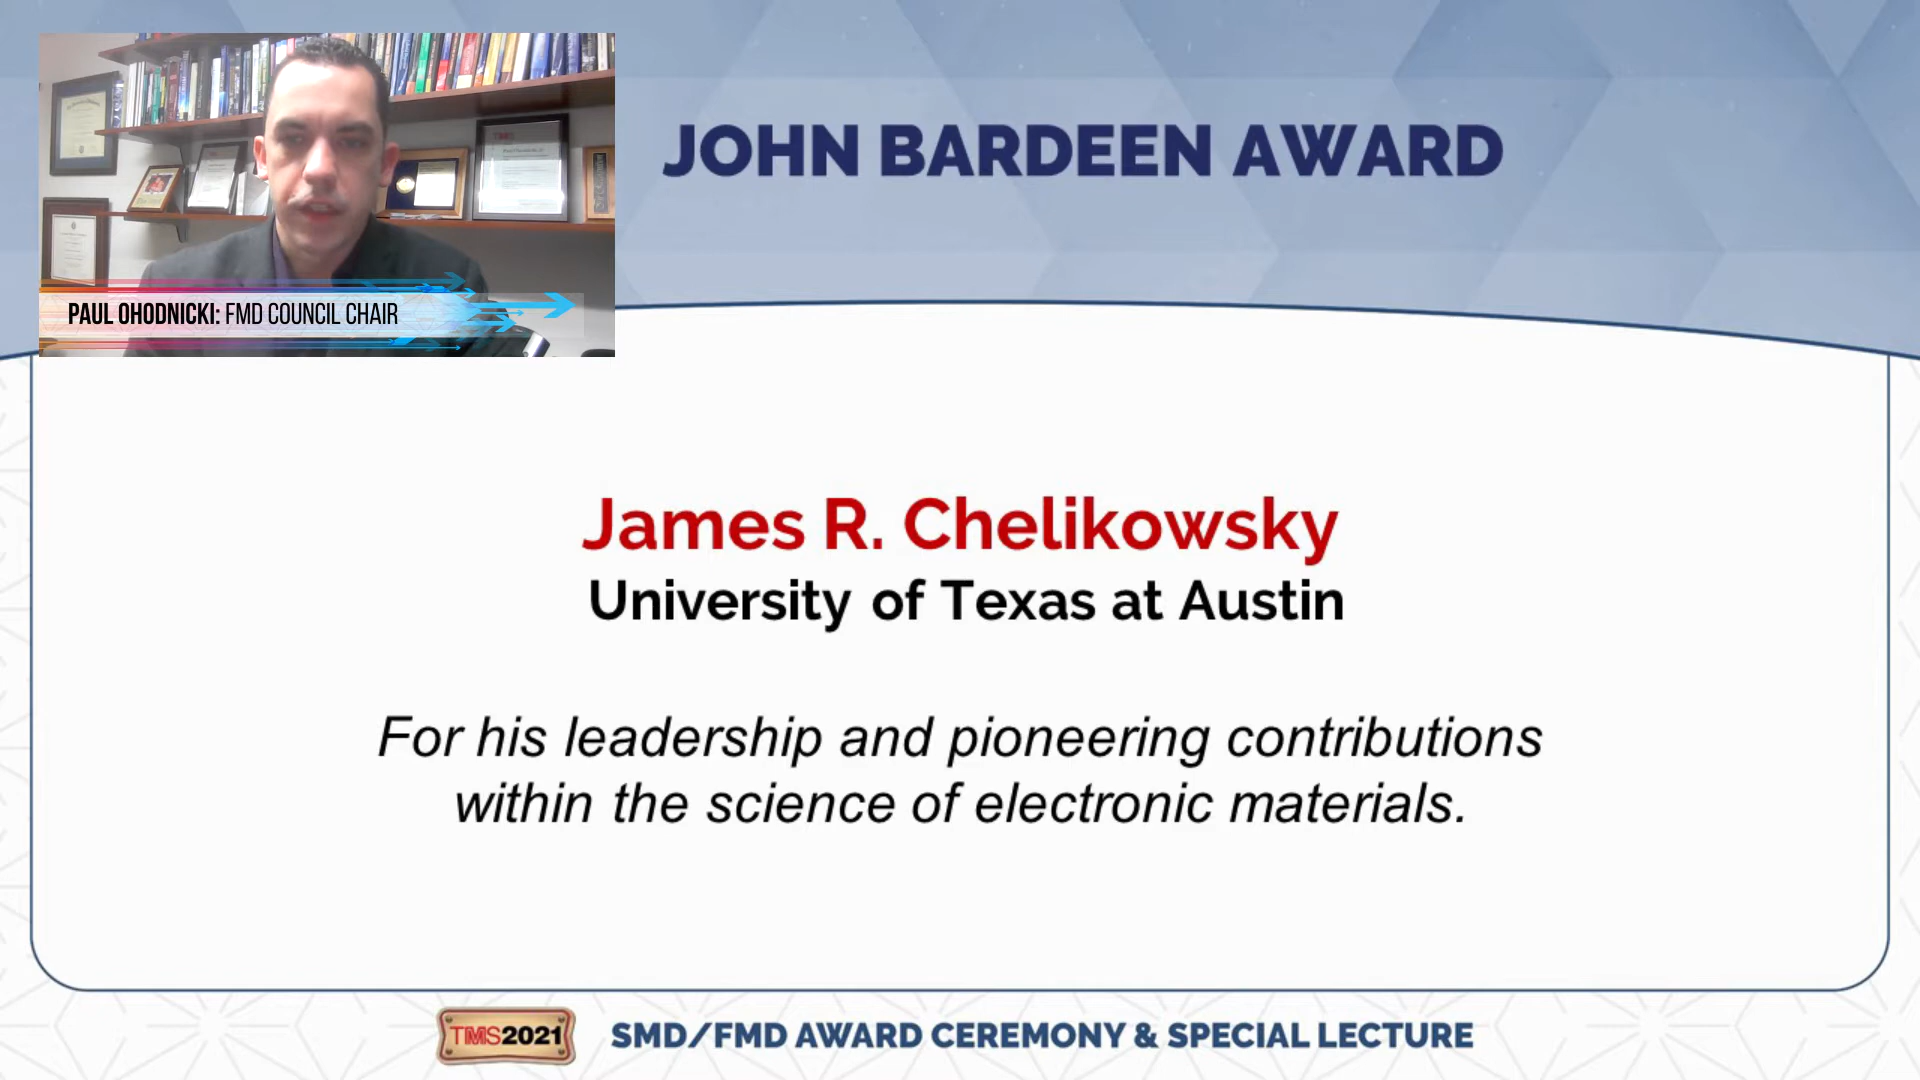 JOHN BARDEEN AWARD
PAUL OHODNICKI: FMD COUNCIL CHAIR
James R. Chelikowsky
University of Texas at Austin
For his leadership and pioneering contributions
within the science of electronic materials.
TMS2021
SMD/FMD AWARD CEREMONY & SPECIAL LECTURE